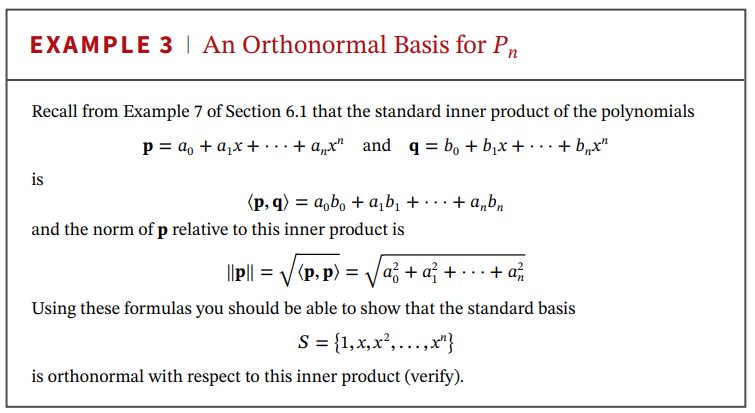 EXAMPLE 3 | An Orthonormal Basis for Pₙ
Recall from Example 7 of Section 6.1 that the standard inner product of the polynomials
p = a₀ + a₁x + · · · + aₙxⁿ and q = b₀ + b₁x + · · · + bₙxⁿ
is
⟨p, q⟩ = a₀b₀ + a₁b₁ + · · · + aₙbₙ
and the norm of p relative to this inner product is
‖p‖ = √⟨p, p⟩ = √(a₀² + a₁² + · · · + aₙ²)
Using these formulas you should be able to show that the standard basis
S = {1, x, x², . . . , xⁿ}
is orthonormal with respect to this inner product (verify).